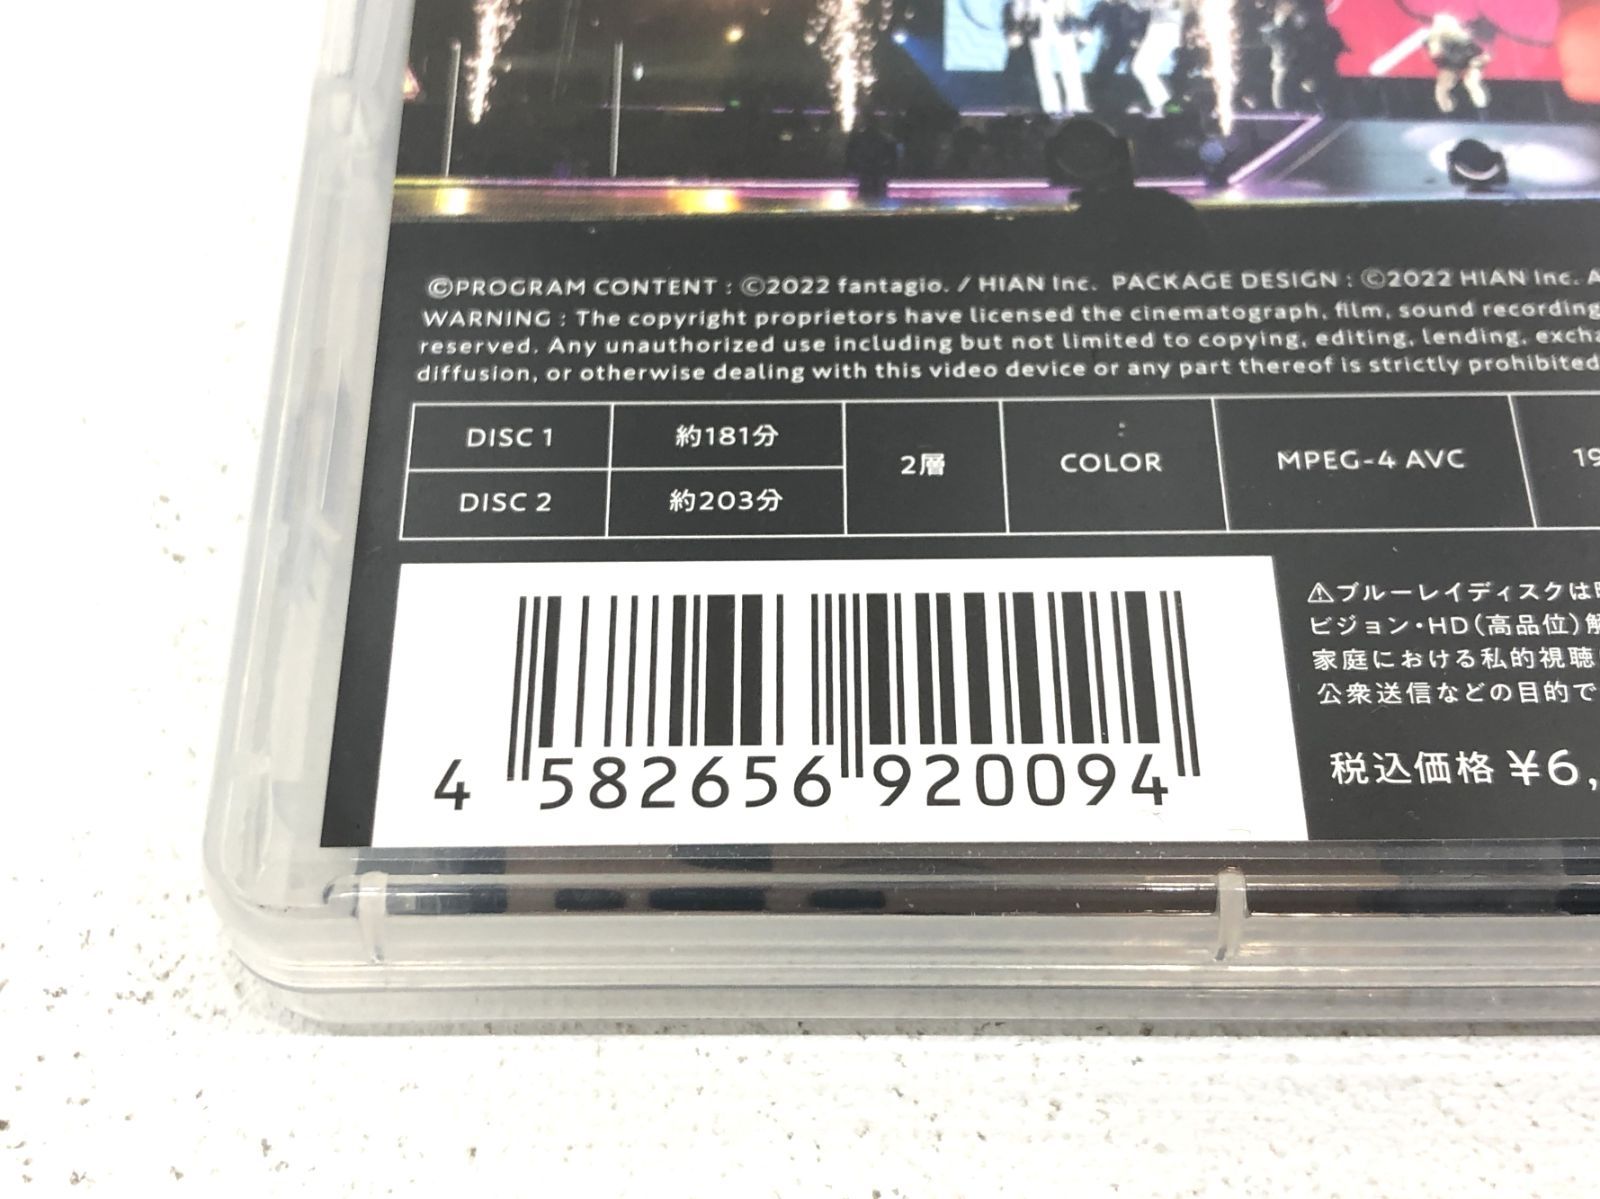 ©PROGRAM CONTENT : ©2022 fantagio. / HIAN Inc. PACKAGE DESIGN : ©2022 HIAN Inc.
WARNING : The copyright proprietors have licensed the cinematograph, film, sound recording
reserved. Any unauthorized use including but not limited to copying, editing, lending,
diffusion, or otherwise dealing with this video device or any part thereof is strictly prohibited
DISC 1 約181分
DISC 2 約203分
2層
:
COLOR
MPEG-4 AVC
⚠ブルーレイディスクは
ビジョン・HD（高品位）
家庭における私的視聴
公衆送信などの目的で
税込価格 ¥6,
4 582656 920094